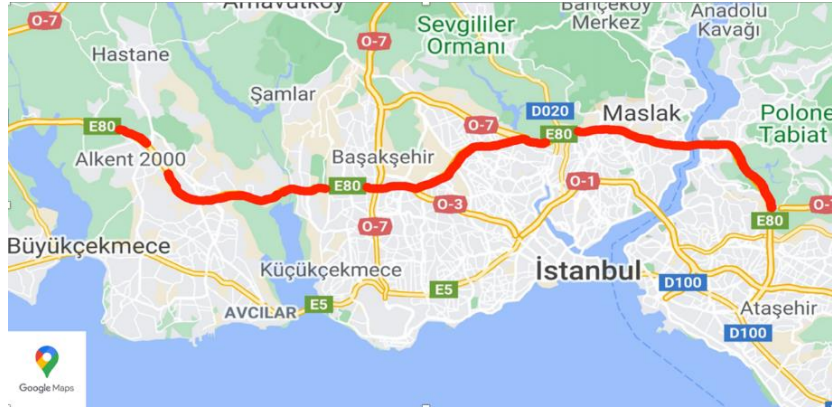 Arnavutköy
Bahçeköy
Merkez
Anadolu
Kavağı
O-7
Sevgililer
Ormanı
O-7
Hastane
Şamlar
D020
Maslak
Polone
Tabiat
E80
O-7
E80
Alkent 2000
Başakşehir
E80
O-3
O-1
O-7
E80
O-7
Büyükçekmece
Küçükçekmece
İstanbul
E5
E5
D100
AVCILAR
Ataşehir
D100
Google Maps